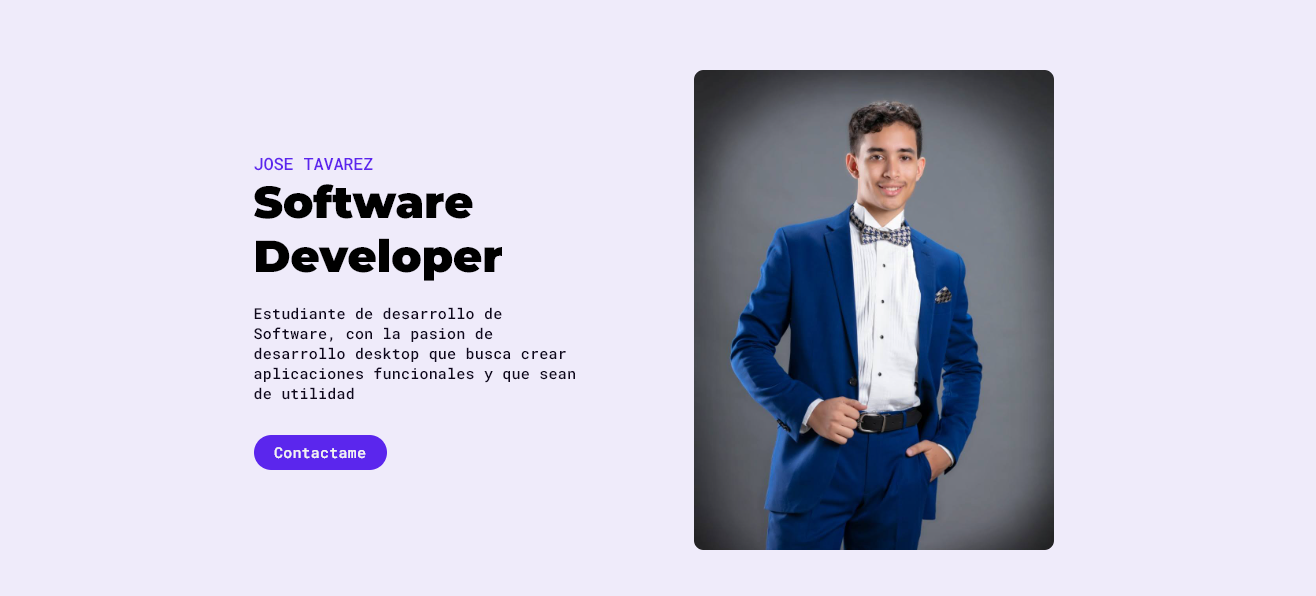 JOSE TAVAREZ
Software
Developer
Estudiante de desarrollo de
Software, con la pasion de
desarrollo desktop que busca crear
aplicaciones funcionales y que sean
de utilidad
Contactame